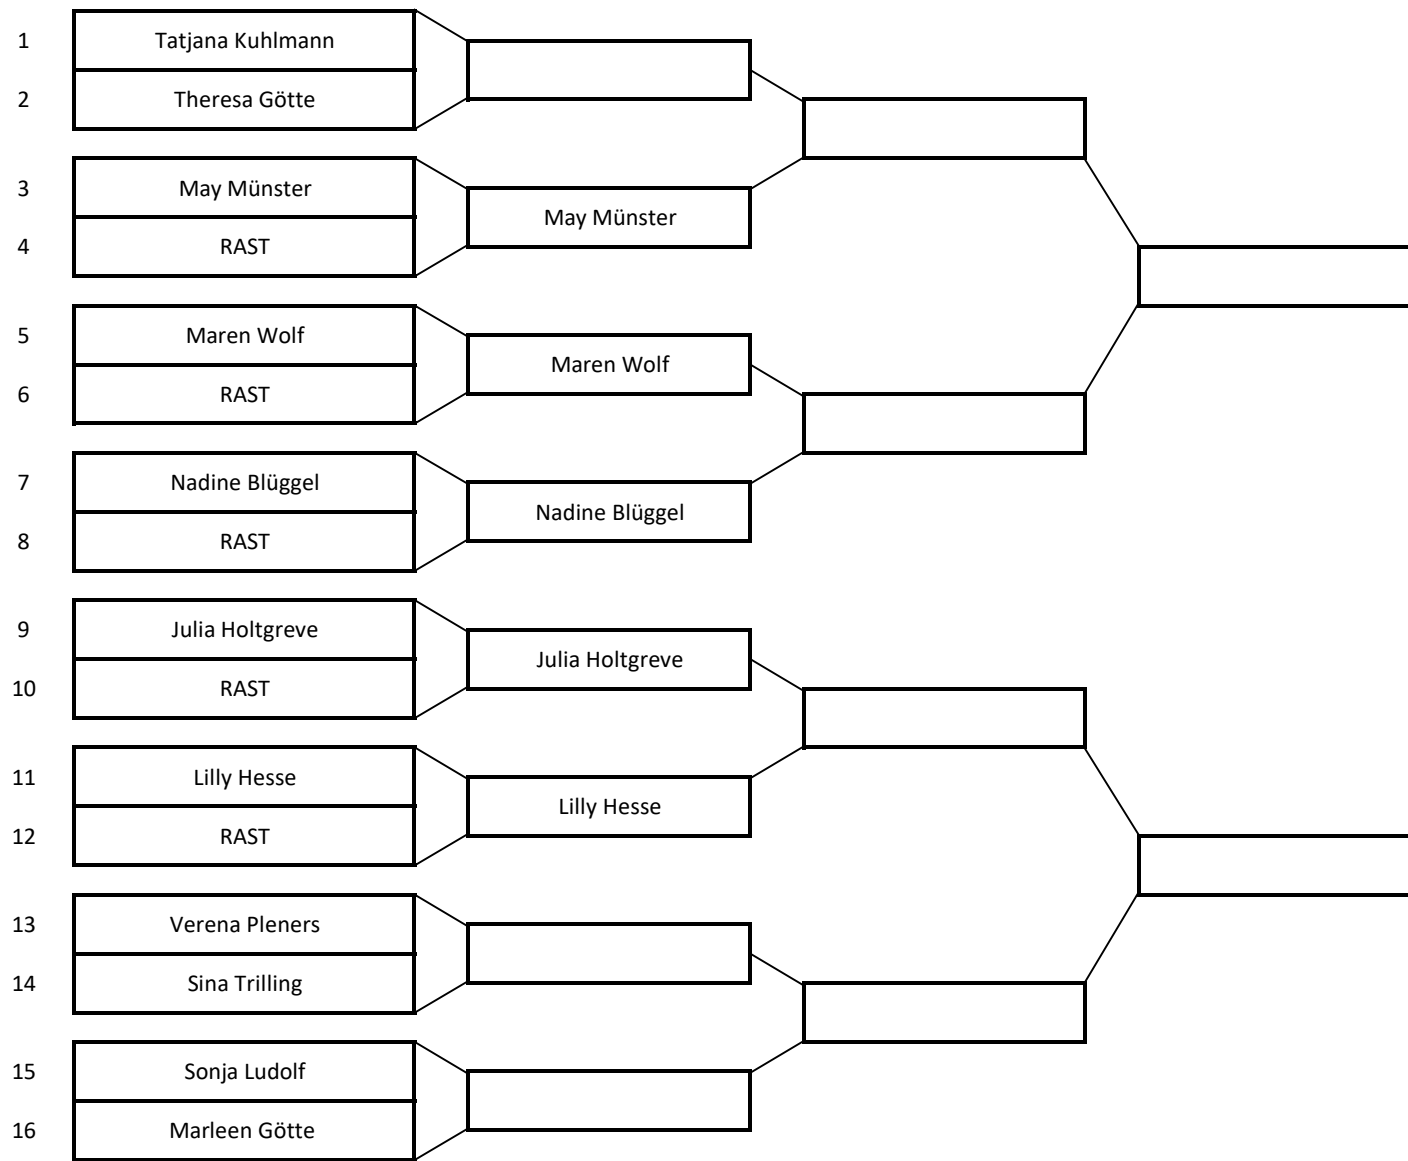 1 Tatjana Kuhlmann
2 Theresa Götte
3 May Münster
May Münster
4 RAST
5 Maren Wolf
Maren Wolf
6 RAST
7 Nadine Blüggel
Nadine Blüggel
8 RAST
9 Julia Holtgreve
Julia Holtgreve
10 RAST
11 Lilly Hesse
Lilly Hesse
12 RAST
13 Verena Pleners
14 Sina Trilling
15 Sonja Ludolf
16 Marleen Götte